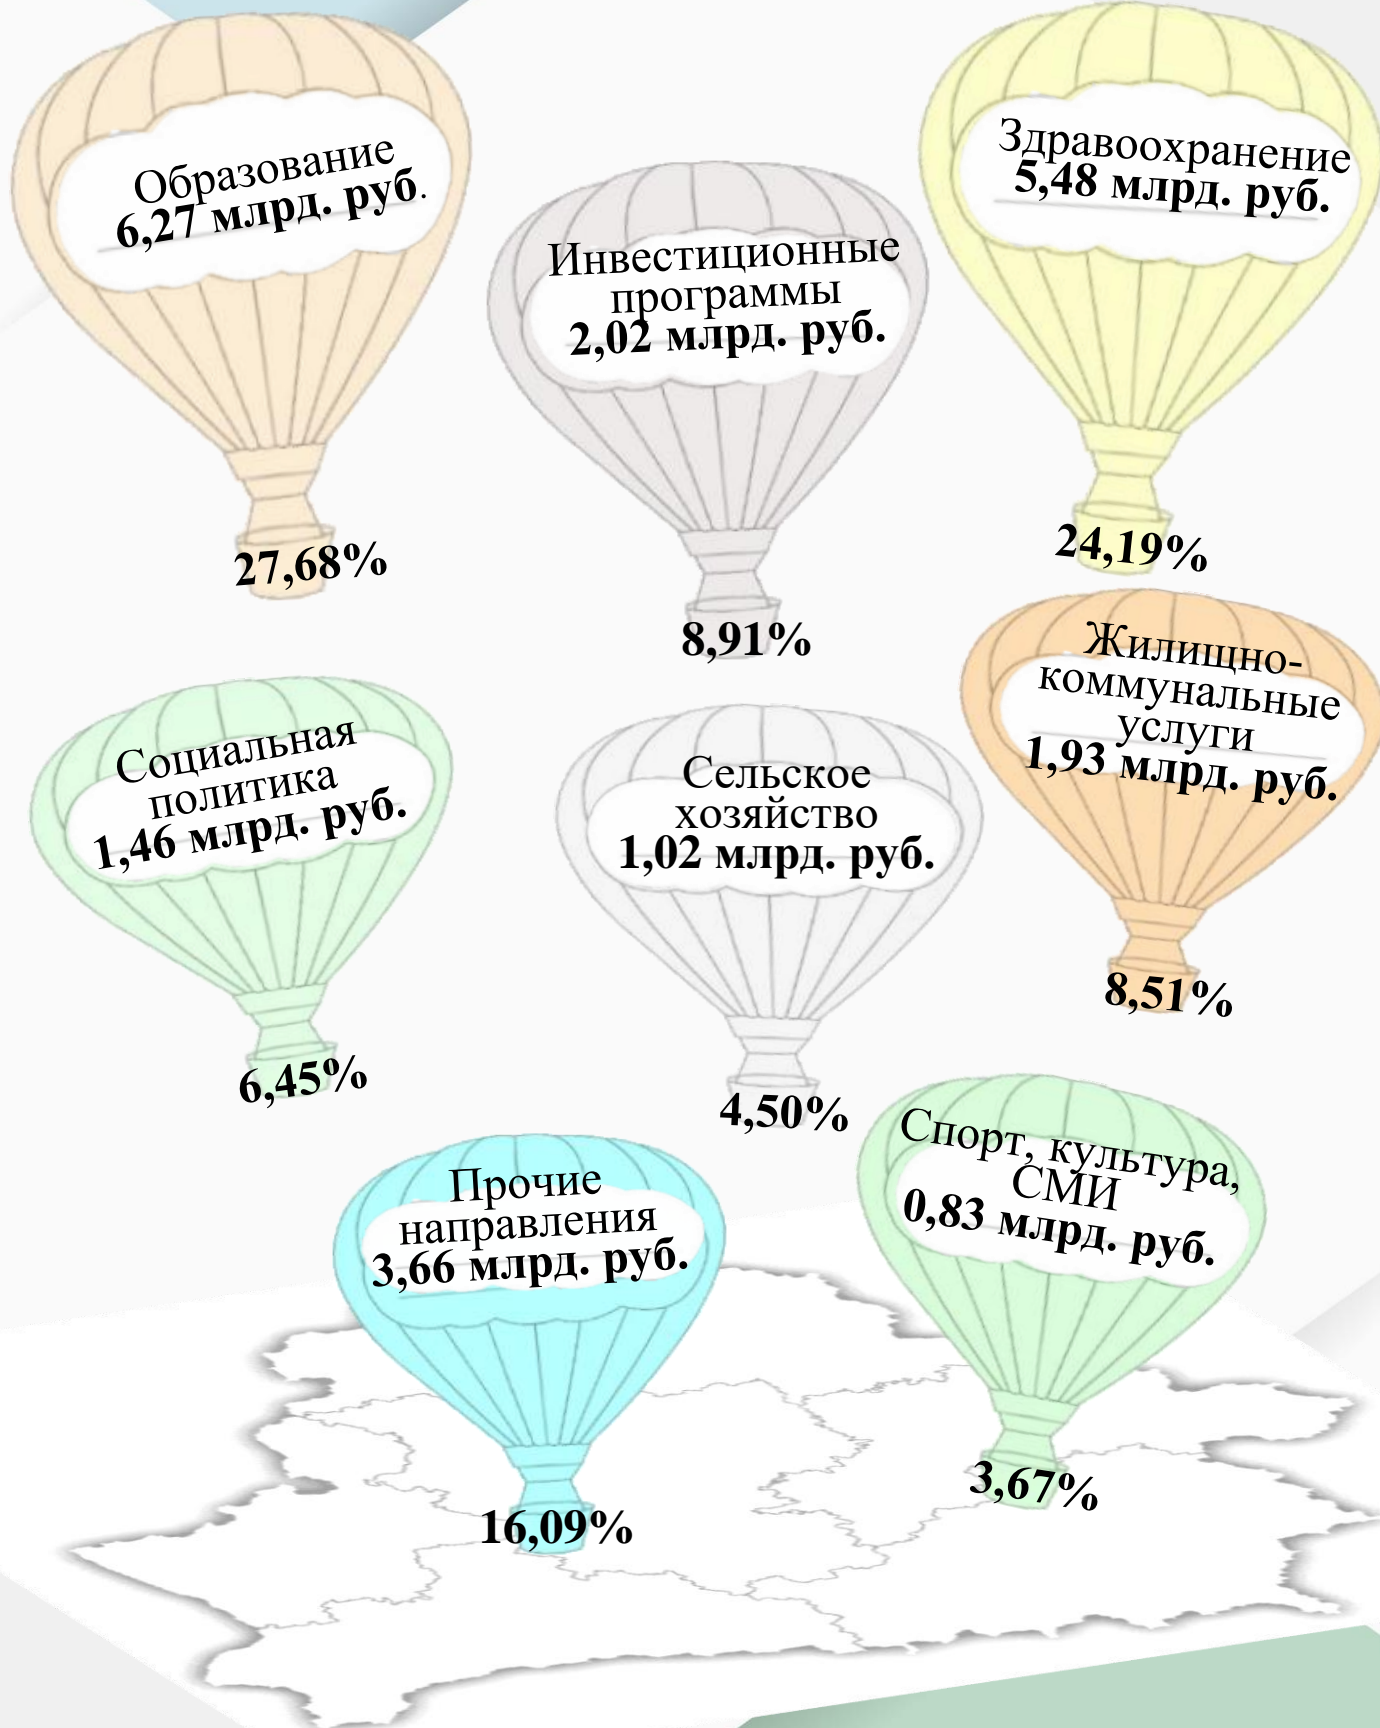 Образование
6,27 млрд. руб.
27,68%
Инвестиционные
программы
2,02 млрд. руб.
8,91%
Здравоохранение
5,48 млрд. руб.
24,19%
Социальная
политика
1,46 млрд. руб.
6,45%
Сельское
хозяйство
1,02 млрд. руб.
4,50%
Жилищно-
коммунальные
услуги
1,93 млрд. руб.
8,51%
Прочие
направления
3,66 млрд. руб.
16,09%
Спорт, культура,
СМИ
0,83 млрд. руб.
3,67%